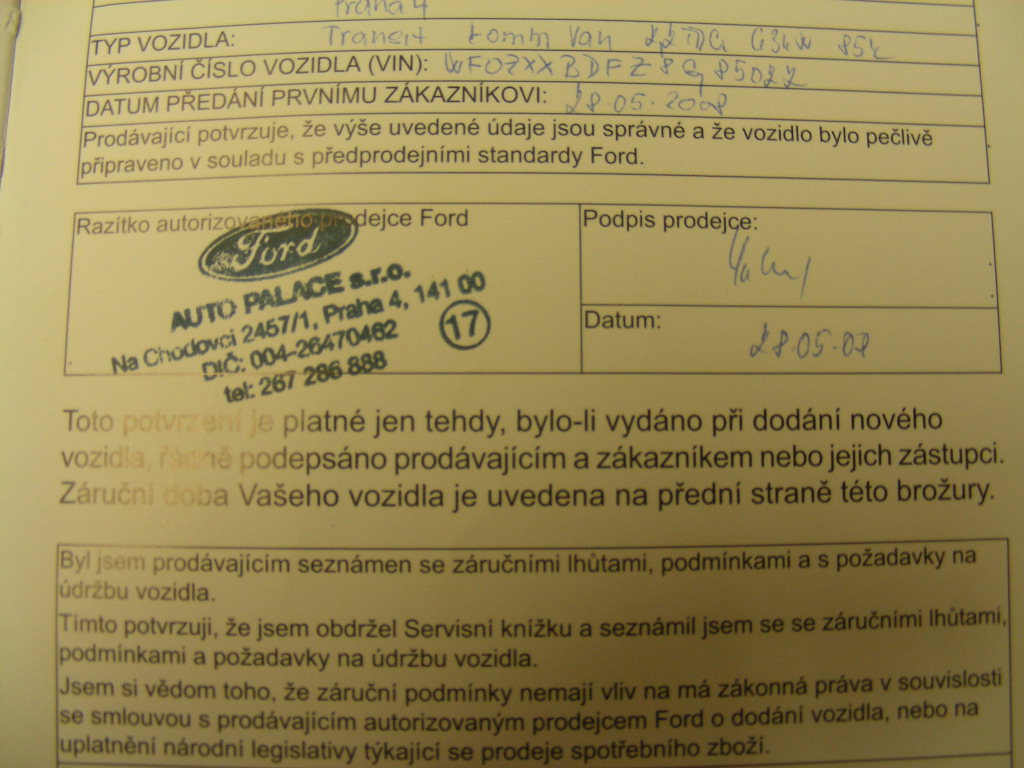 Praha 4
TYP VOZIDLA: Transit komm Van 2,2 TDCi
VÝROBNÍ ČÍSLO VOZIDLA (VIN): WF0ZXXBDFZ8G85022
DATUM PŘEDÁNÍ PRVNÍMU ZÁKAZNÍKOVI: 28.05.2008
Prodávající potvrzuje, že výše uvedené údaje jsou správné a že vozidlo bylo pečlivě
připraveno v souladu s předprodejními standardy Ford.
Razítko autorizovaného prodejce Ford
Ford
AUTO PALACE s.r.o.
Na Chodovci 2457/1, Praha 4, 141 00
DIČ: 004-26470462
tel: 267 286 888
17
Podpis prodejce:
Datum: 28.05.08
Toto potvrzení je platné jen tehdy, bylo-li vydáno při dodání nového
vozidla, řádně podepsáno prodávajícím a zákazníkem nebo jejich zástupci.
Záruční doba Vašeho vozidla je uvedena na přední straně této brožury.
Byl jsem prodávajícím seznámen se záručními lhůtami, podmínkami a s požadavky na
údržbu vozidla.
Tímto potvrzuji, že jsem obdržel Servisní knížku a seznámil jsem se se záručními lhůtami,
podmínkami a požadavky na údržbu vozidla.
Jsem si vědom toho, že záruční podmínky nemají vliv na má zákonná práva v souvislosti
se smlouvou s prodávajícím autorizovaným prodejcem Ford o dodání vozidla, nebo na
uplatnění národní legislativy týkající se prodeje spotřebního zboží.